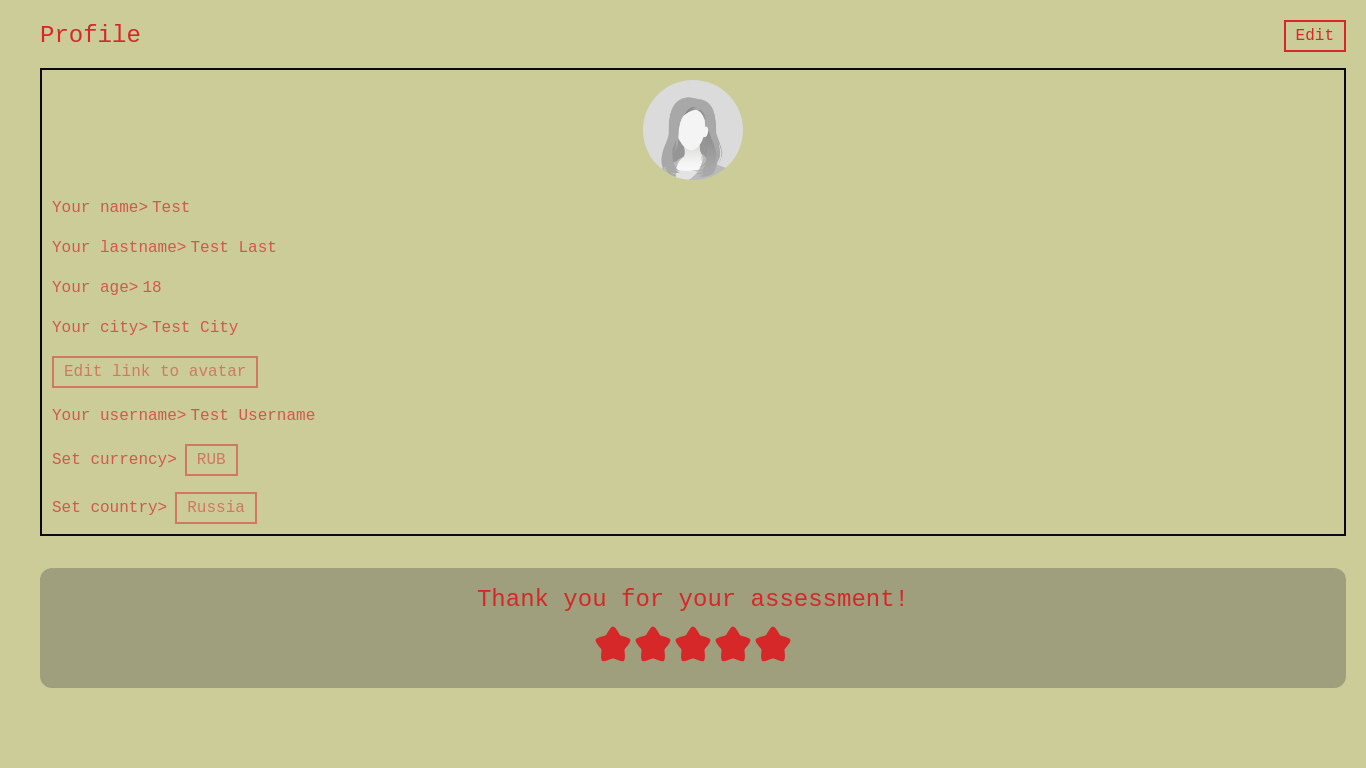 Profile
Edit
Your name> Test
Your lastname> Test Last
Your age> 18
Your city> Test City
Edit link to avatar
Your username> Test Username
Set currency> RUB
Set country> Russia
Thank you for your assessment!